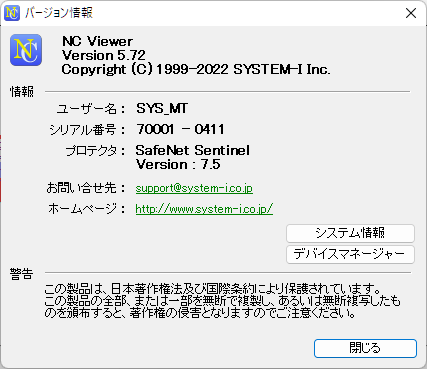 バージョン情報
NC
NC Viewer
Version 5.72
Copyright (C) 1999-2022 SYSTEM-I Inc.
情報
ユーザー名： SYS_MT
シリアル番号： 70001 - 0411
プロテクタ： SafeNet Sentinel
Version : 7.5
お問い合せ先： support@system-i.co.jp
ホームページ： http://www.system-i.co.jp/
システム情報
デバイスマネージャー
警告
この製品は、日本著作権法及び国際条約により保護されています。
この製品の全部、または一部を無断で複製し、あるいは無断複写したも
のを頒布すると、著作権の侵害となりますのでご注意ください。
閉じる